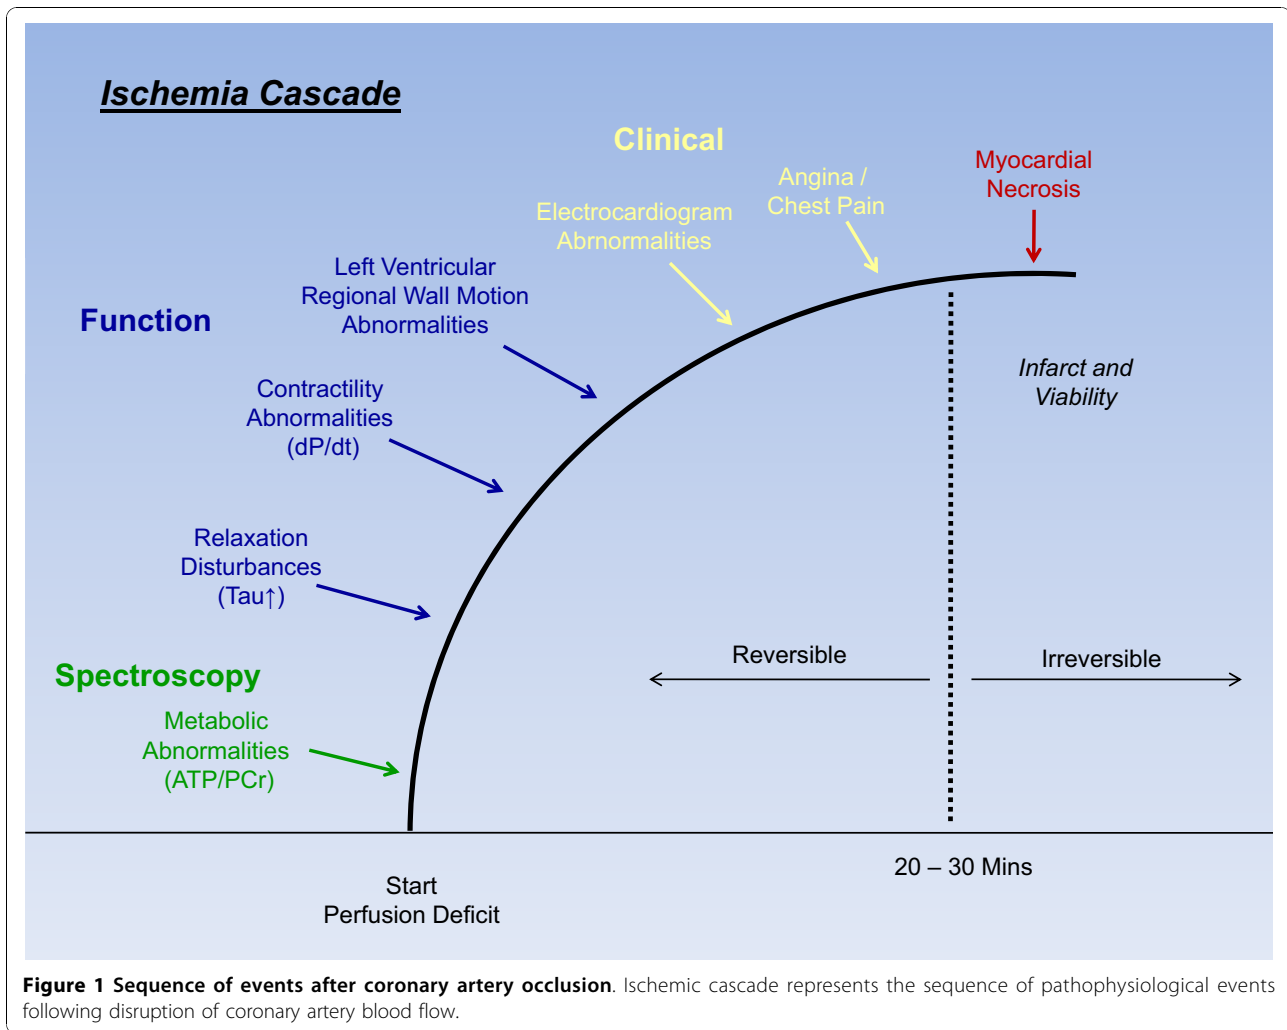 Ischemia Cascade
Clinical
Myocardial
Necrosis
Angina /
Chest Pain
Electrocardiogram
Abrnormalities
Left Ventricular
Regional Wall Motion
Abnormalities
Function
Contractility
Abnormalities
(dP/dt)
Infarct and
Viability
Relaxation
Disturbances
(Tau↑)
Reversible
Irreversible
Spectroscopy
Metabolic
Abnormalities
(ATP/PCr)
20 – 30 Mins
Start
Perfusion Deficit
Figure 1 Sequence of events after coronary artery occlusion. Ischemic cascade represents the sequence of pathophysiological events
following disruption of coronary artery blood flow.